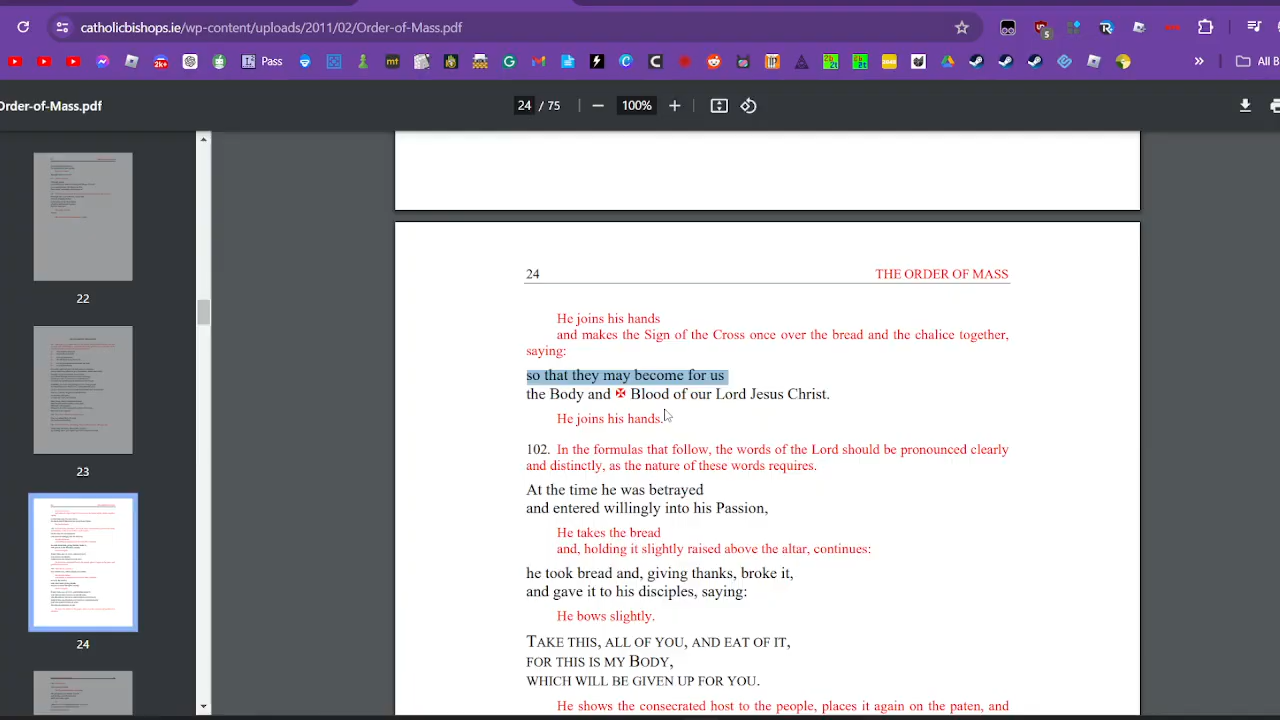 catholicbishops.ie/wp-content/uploads/2011/02/Order-of-Mass.pdf
5
2K+
Pass
mt
All B
Order-of-Mass.pdf
24 / 75
100%
22
23
24
24 THE ORDER OF MASS
He joins his hands
and makes the Sign of the Cross once over the bread and the chalice together,
saying:
so that they may become for us
the Body and ✠ Blood of our Lord Jesus Christ.
He joins his hands.
102. In the formulas that follow, the words of the Lord should be pronounced clearly
and distinctly, as the nature of these words requires.
At the time he was betrayed
and entered willingly into his Passion,
He takes the bread
and, holding it slightly raised above the altar, continues:
he took bread and, giving thanks, broke it,
and gave it to his disciples, saying:
He bows slightly.
TAKE THIS, ALL OF YOU, AND EAT OF IT,
FOR THIS IS MY BODY,
WHICH WILL BE GIVEN UP FOR YOU.
He shows the consecrated host to the people, places it again on the paten, and